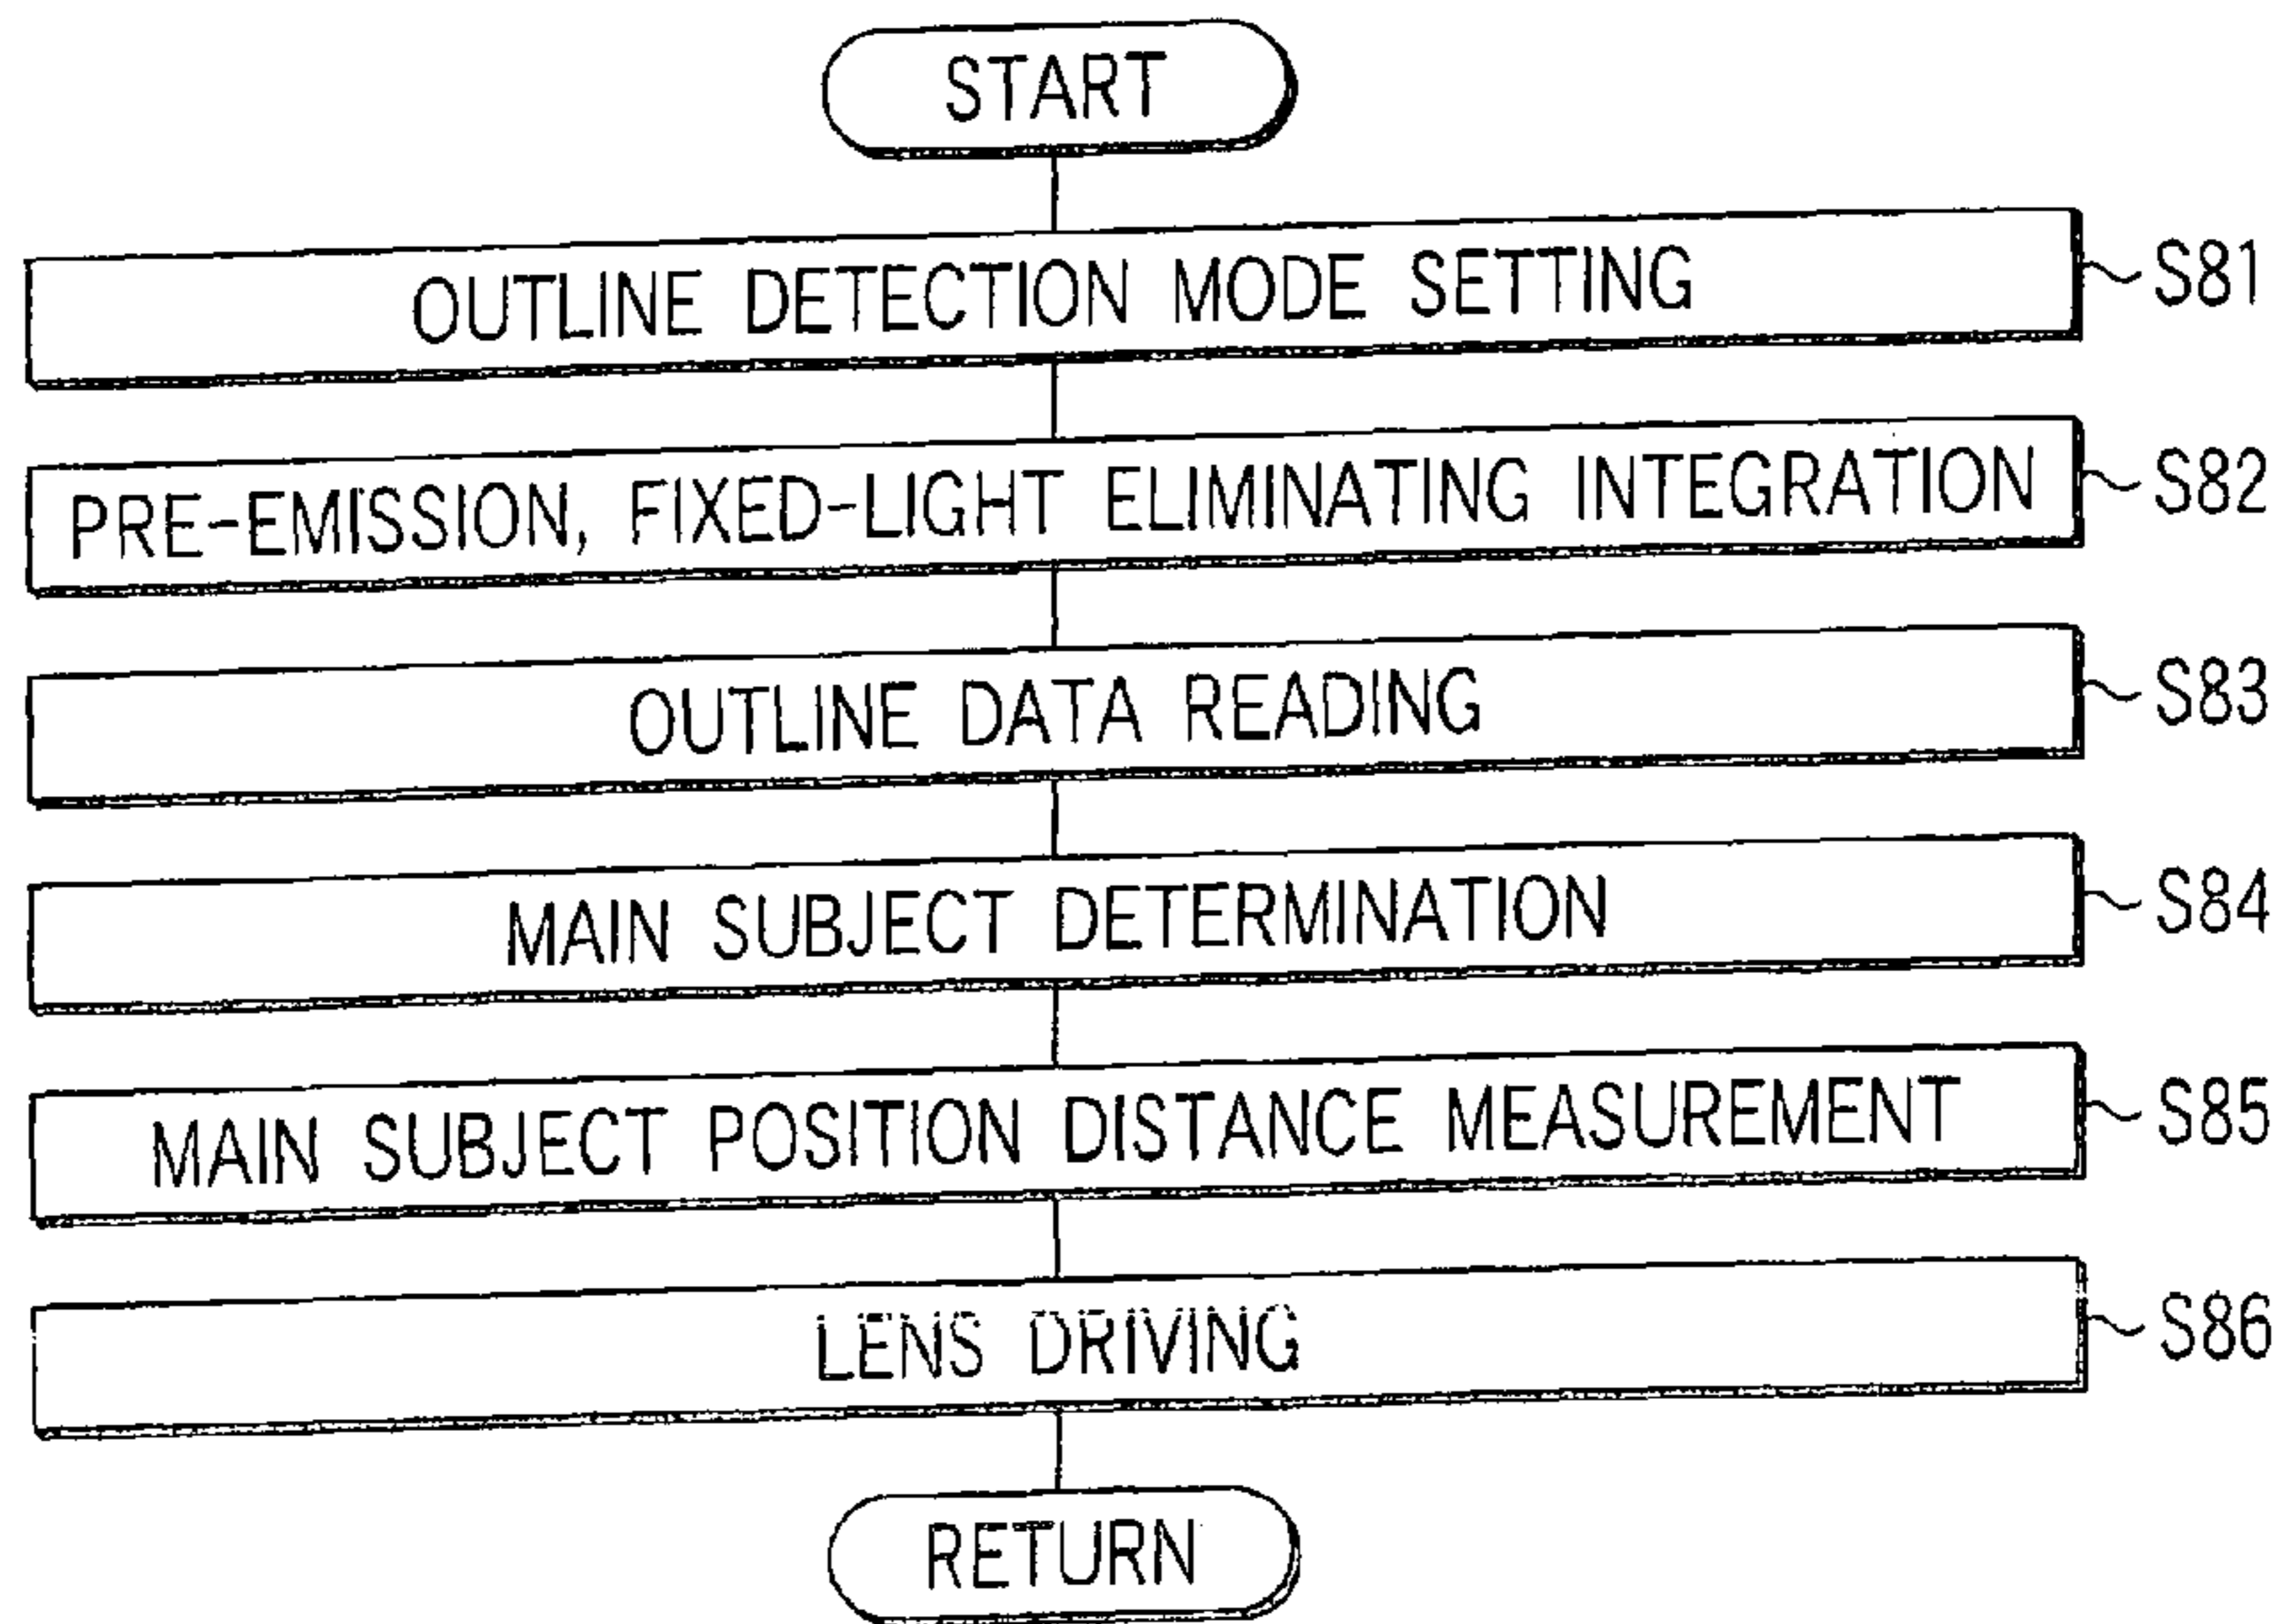 START
OUTLINE DETECTION MODE SETTING S81
PRE-EMISSION, FIXED-LIGHT ELIMINATING INTEGRATION S82
OUTLINE DATA READING S83
MAIN SUBJECT DETERMINATION S84
MAIN SUBJECT POSITION DISTANCE MEASUREMENT S85
LENS DRIVING S86
RETURN